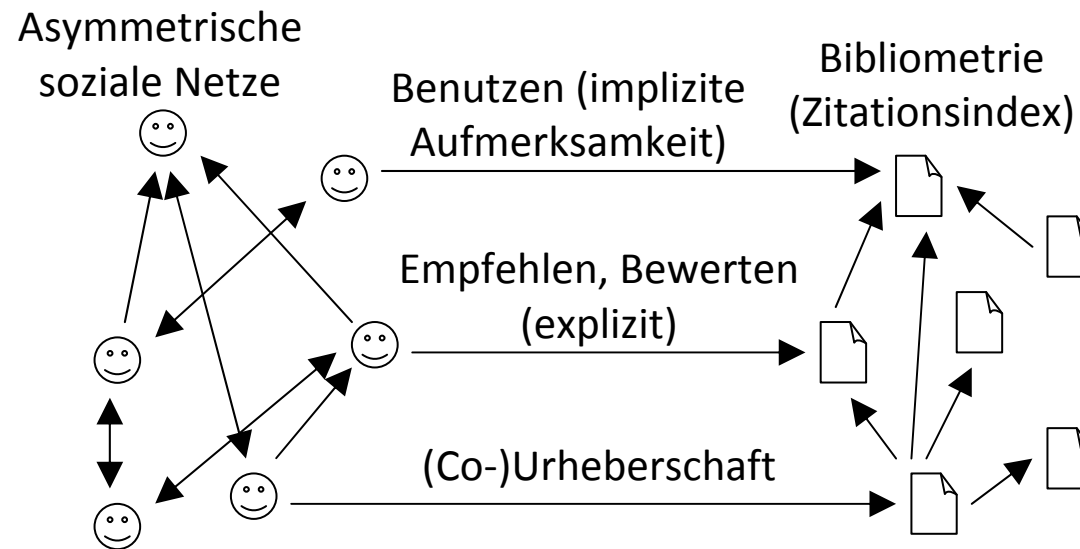 Asymmetrische
soziale Netze
Benutzen (implizite
Aufmerksamkeit)
Bibliometrie
(Zitationsindex)
Empfehlen, Bewerten
(explizit)
(Co-)Urheberschaft